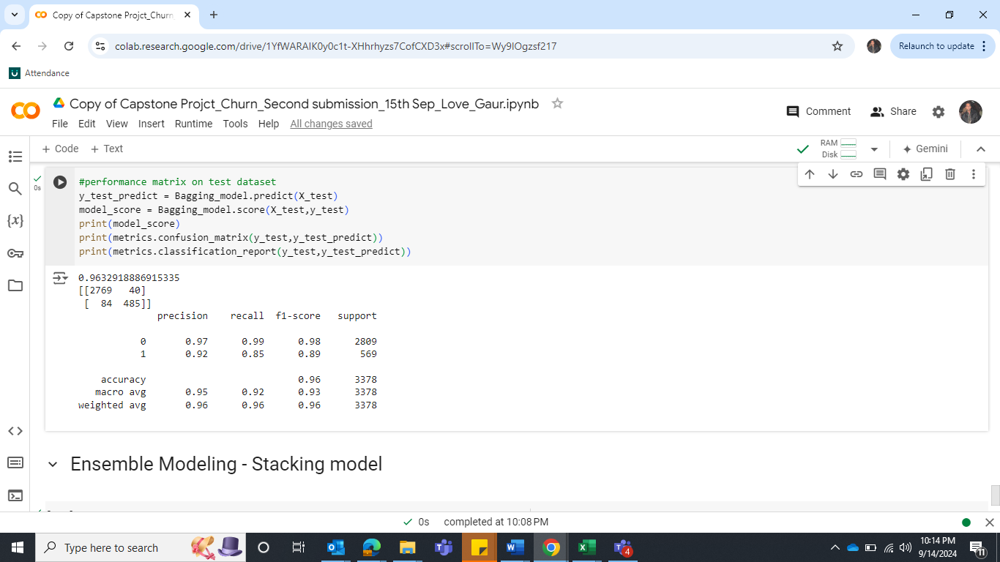 Copy of Capstone Projct_Churn
colab.research.google.com/drive/1YfWARAIK0y0c1t-XHhrhyzs7CofCXD3x#scrollTo=Wy9IOgzsf217
Relaunch to update
Attendance
Copy of Capstone Projct_Churn_Second submission_15th Sep_Love_Gaur.ipynb
Comment
Share
File Edit View Insert Runtime Tools Help All changes saved
+ Code + Text
RAM
Disk
Gemini
0s
#performance matrix on test dataset
y_test_predict = Bagging_model.predict(X_test)
model_score = Bagging_model.score(X_test,y_test)
print(model_score)
print(metrics.confusion_matrix(y_test,y_test_predict))
print(metrics.classification_report(y_test,y_test_predict))
0.9632918886915335
[[2769 40]
[ 84 485]]
precision recall f1-score support
0 0.97 0.99 0.98 2809
1 0.92 0.85 0.89 569
accuracy 0.96 3378
macro avg 0.95 0.92 0.93 3378
weighted avg 0.96 0.96 0.96 3378
{x}
Ensemble Modeling - Stacking model
0s completed at 10:08 PM
Type here to search
4
10:14 PM
9/14/2024
11